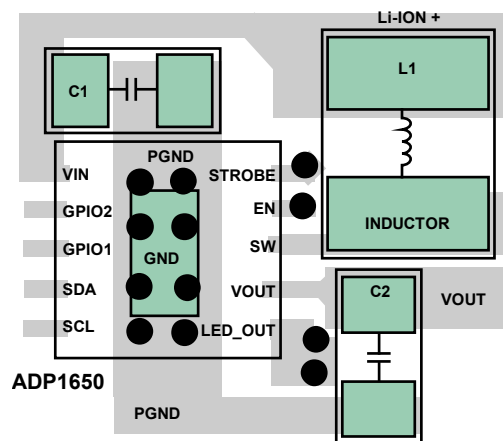 Li-ION +
C1
L1
PGND
VIN
STROBE
GPIO2
EN
INDUCTOR
GPIO1
GND
SW
SDA
VOUT
C2
VOUT
SCL
LED_OUT
ADP1650
PGND